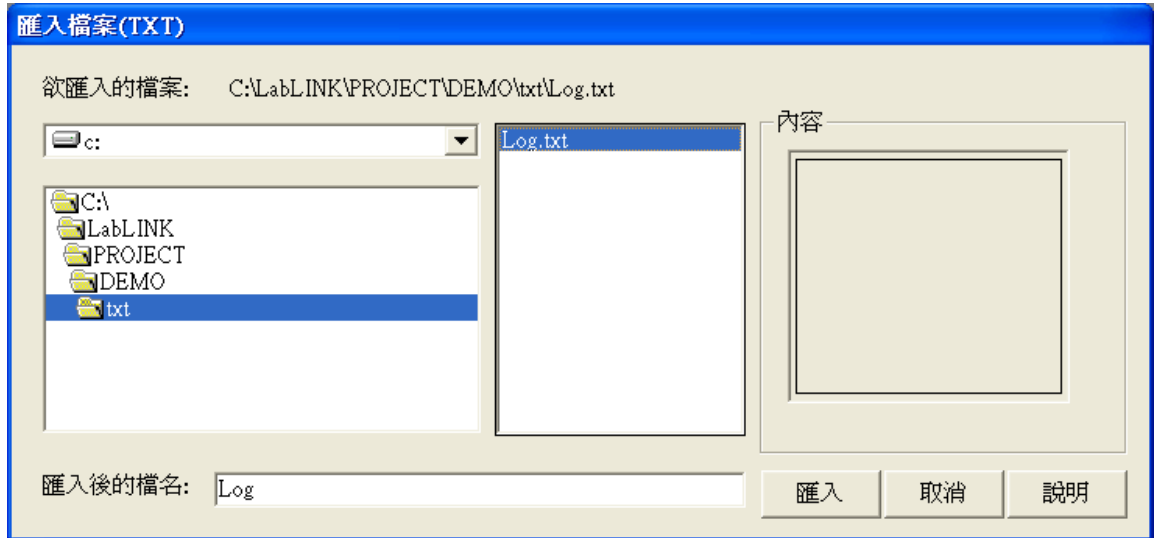 匯入檔案(TXT)
欲匯入的檔案: C:\LabLINK\PROJECT\DEMO\txt\Log.txt
c:
Log.txt
內容
C:\
LabLINK
PROJECT
DEMO
txt
匯入後的檔名: Log
匯入 取消 說明